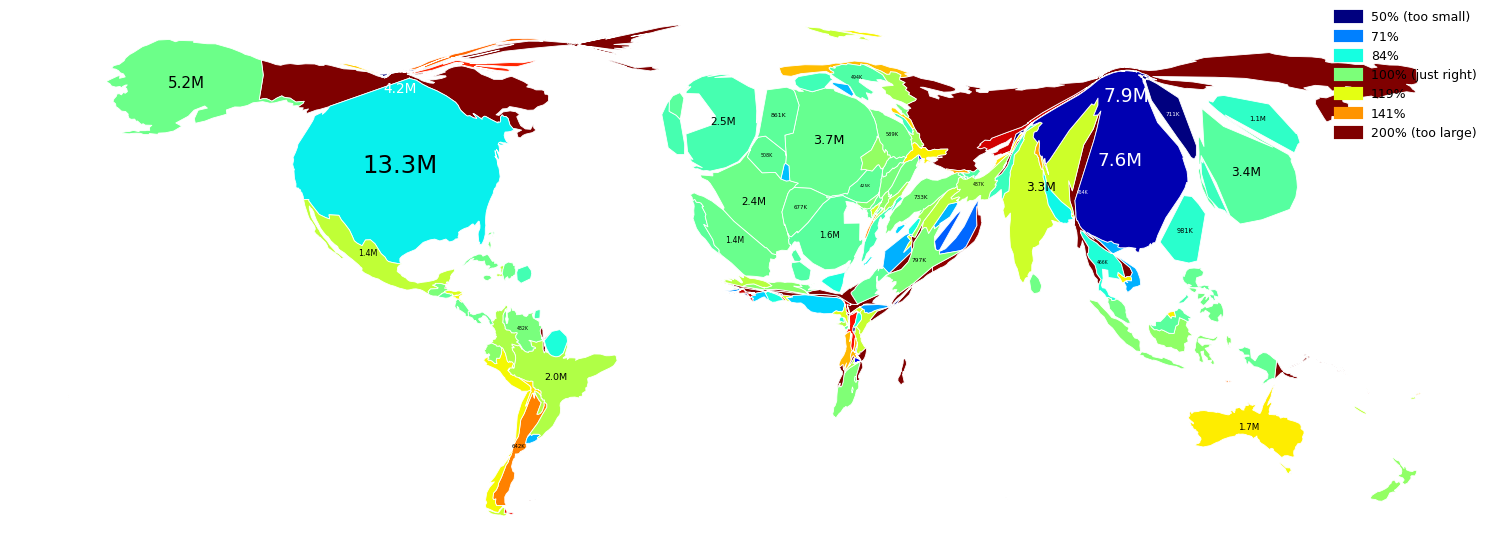 50% (too small)
71%
84%
100% (just right)
119%
141%
200% (too large)
5.2M
4.2M
13.3M
1.4M
2.5M
861K
494K
3.7M
589K
508K
2.4M
677K
1.4M
1.6M
733K
487K
797K
3.3M
7.9M
7.6M
711K
1.1M
3.4M
981K
466K
482K
2.0M
642K
1.7M